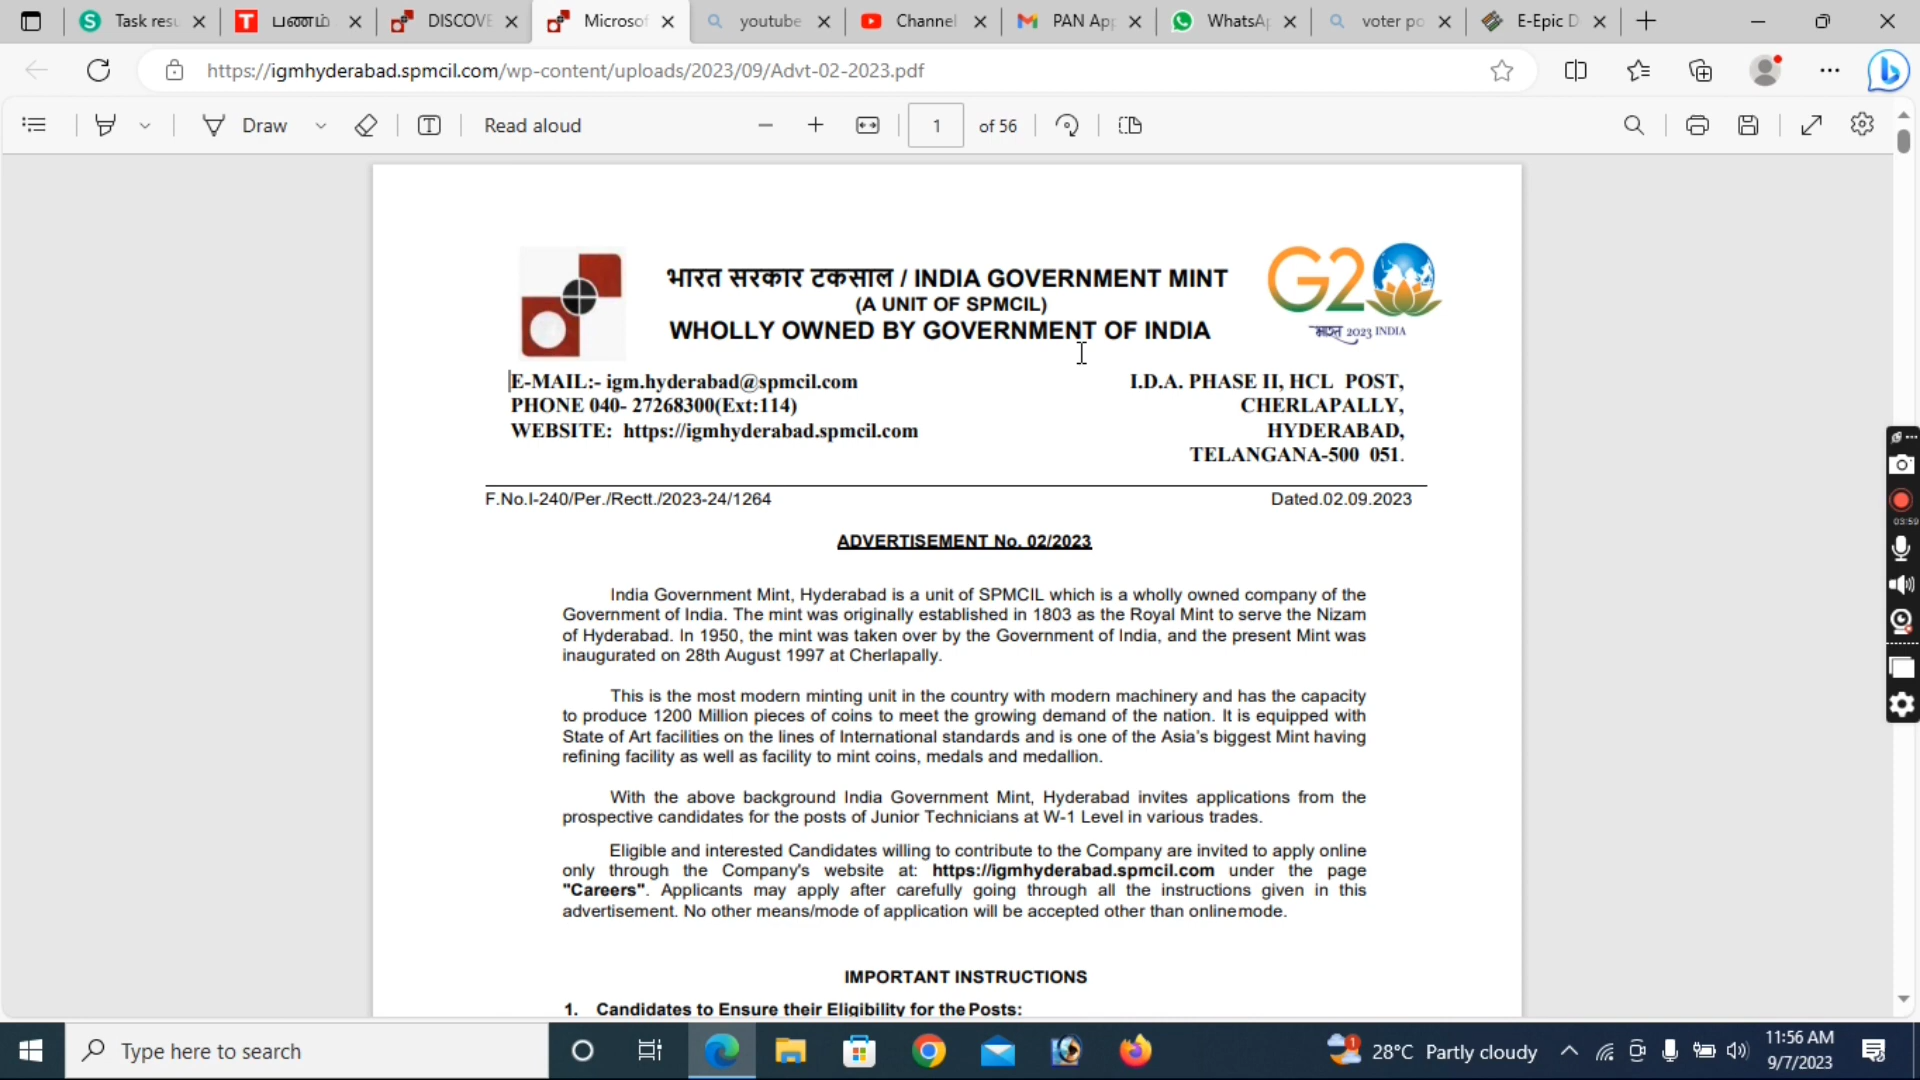 Task resu
பணம்
DISCOVE
Microsof
youtube
Channel
PAN App
WhatsAp
voter po
E-Epic D
https://igmhyderabad.spmcil.com/wp-content/uploads/2023/09/Advt-02-2023.pdf
Draw
Read aloud
1 of 56
भारत सरकार टकसाल / INDIA GOVERNMENT MINT
(A UNIT OF SPMCIL)
WHOLLY OWNED BY GOVERNMENT OF INDIA
G20
भारत 2023 INDIA
E-MAIL:- igm.hyderabad@spmcil.com
PHONE 040- 27268300(Ext:114)
WEBSITE: https://igmhyderabad.spmcil.com
I.D.A. PHASE II, HCL POST,
CHERLAPALLY,
HYDERABAD,
TELANGANA-500 051.
F.No.I-240/Per./Rectt./2023-24/1264 Dated.02.09.2023
ADVERTISEMENT No. 02/2023
India Government Mint, Hyderabad is a unit of SPMCIL which is a wholly owned company of the
Government of India. The mint was originally established in 1803 as the Royal Mint to serve the Nizam
of Hyderabad. In 1950, the mint was taken over by the Government of India, and the present Mint was
inaugurated on 28th August 1997 at Cherlapally.
This is the most modern minting unit in the country with modern machinery and has the capacity
to produce 1200 Million pieces of coins to meet the growing demand of the nation. It is equipped with
State of Art facilities on the lines of International standards and is one of the Asia's biggest Mint having
refining facility as well as facility to mint coins, medals and medallion.
With the above background India Government Mint, Hyderabad invites applications from the
prospective candidates for the posts of Junior Technicians at W-1 Level in various trades.
Eligible and interested Candidates willing to contribute to the Company are invited to apply online
only through the Company's website at: https://igmhyderabad.spmcil.com under the page
"Careers". Applicants may apply after carefully going through all the instructions given in this
advertisement. No other means/mode of application will be accepted other than onlinemode.
IMPORTANT INSTRUCTIONS
1. Candidates to Ensure their Eligibility for the Posts:
03:59
Type here to search
28°C Partly cloudy
11:56 AM
9/7/2023